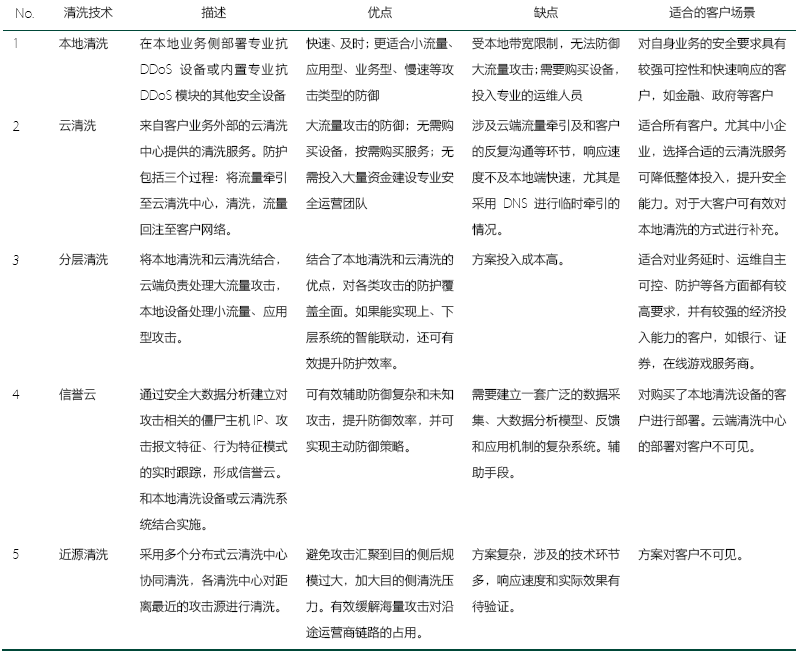 No. 清洗技术 描述 优点 缺点 适合的客户场景
1 本地清洗 在本地业务侧部署专业抗 快速、及时；更适合小流量、 受本地带宽限制，无法防御 对自身业务的安全要求具有
DDoS 设备或内置专业抗 应用型、业务型、慢速等攻 大流量攻击；需要购买设备， 较强可控性和快速响应的客
DDoS 模块的其他安全设备 击类型的防御 投入专业的运维人员 户，如金融、政府等客户
2 云清洗 来自客户业务外部的云清洗 大流量攻击的防御；无需购 涉及云端流量牵引及和客户 适合所有客户。尤其中小企
中心提供的清洗服务。防护 买设备，按需购买服务；无 的反复沟通等环节，响应速 业，选择合适的云清洗服务
包括三个过程：将流量牵引 需投入大量资金建设专业安 度不及本地端快速，尤其是 可降低整体投入，提升安全
至云清洗中心，清洗，流量 全运营团队 采用 DNS 进行临时牵引的 能力。对于大客户可有效对
回注至客户网络。 情况。 本地清洗的方式进行补充。
3 分层清洗 将本地清洗和云清洗结合， 结合了本地清洗和云清洗的 方案投入成本高。 适合对业务延时、运维自主
云端负责处理大流量攻击， 优点，对各类攻击的防护覆 可控、防护等各方面都有较
本地设备处理小流量、应用 盖全面。如果能实现上、下 高要求，并有较强的经济投
型攻击。 层系统的智能联动，还可有 入能力的客户，如银行、证
效提升防护效率。 券，在线游戏服务商。
4 信誉云 通过安全大数据分析建立对 可有效辅助防御复杂和未知 需要建立一套广泛的数据采 对购买了本地清洗设备的客
攻击相关的僵尸主机 IP、攻 攻击，提升防御效率，并可 集、大数据分析模型、反馈 户进行部署。云端清洗中心
击报文特征、行为特征模式 实现主动防御策略。 和应用机制的复杂系统。辅 的部署对客户不可见。
的实时跟踪，形成信誉云。 助手段。
和本地清洗设备或云清洗系
统结合实施。
5 近源清洗 采用多个分布式云清洗中心 避免攻击汇聚到目的侧后规 方案复杂，涉及的技术环节 方案对客户不可见。
协同清洗，各清洗中心对距 模过大，加大目的侧清洗压 多，响应速度和实际效果有
离最近的攻击源进行清洗。 力。有效缓解海量攻击对沿 待验证。
途运营商链路的占用。